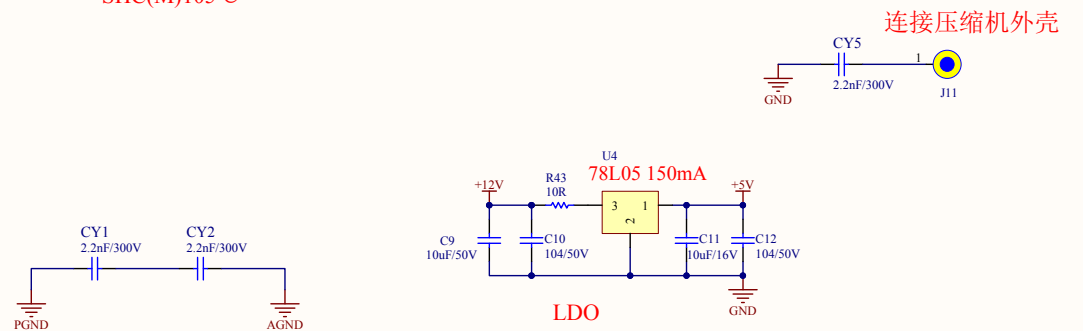 连接压缩机外壳
CY5
1
2.2nF/300V
J11
GND
U4
78L05 150mA
+12V
R43
10R
+5V
3
1
2
C9
10uF/50V
C10
104/50V
C11
10uF/16V
C12
104/50V
CY1
2.2nF/300V
CY2
2.2nF/300V
LDO
GND
PGND
AGND